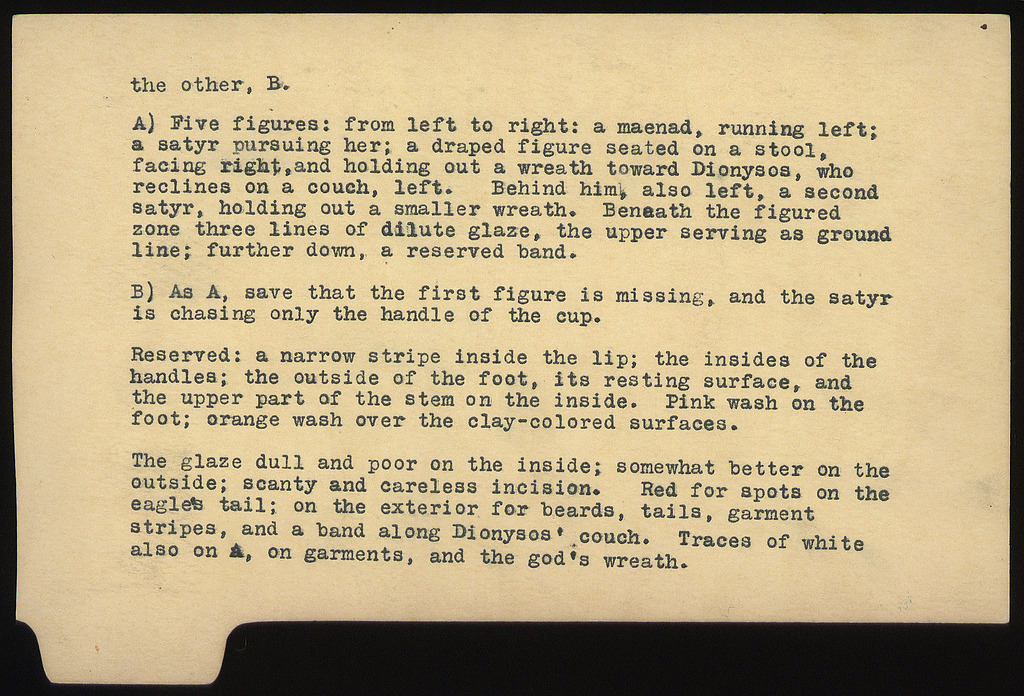 the other, B.
A) Five figures: from left to right: a maenad, running left;
a satyr pursuing her; a draped figure seated on a stool,
facing right, and holding out a wreath toward Dionysos, who
reclines on a couch, left. Behind him, also left, a second
satyr, holding out a smaller wreath. Beneath the figured
zone three lines of dilute glaze, the upper serving as ground
line; further down, a reserved band.
B) As A, save that the first figure is missing, and the satyr
is chasing only the handle of the cup.
Reserved: a narrow stripe inside the lip; the insides of the
handles; the outside of the foot, its resting surface, and
the upper part of the stem on the inside. Pink wash on the
foot; orange wash over the clay-colored surfaces.
The glaze dull and poor on the inside; somewhat better on the
outside; scanty and careless incision. Red for spots on the
eagle's tail; on the exterior for beards, tails, garment
stripes, and a band along Dionysos' couch. Traces of white
also on A, on garments, and the god's wreath.